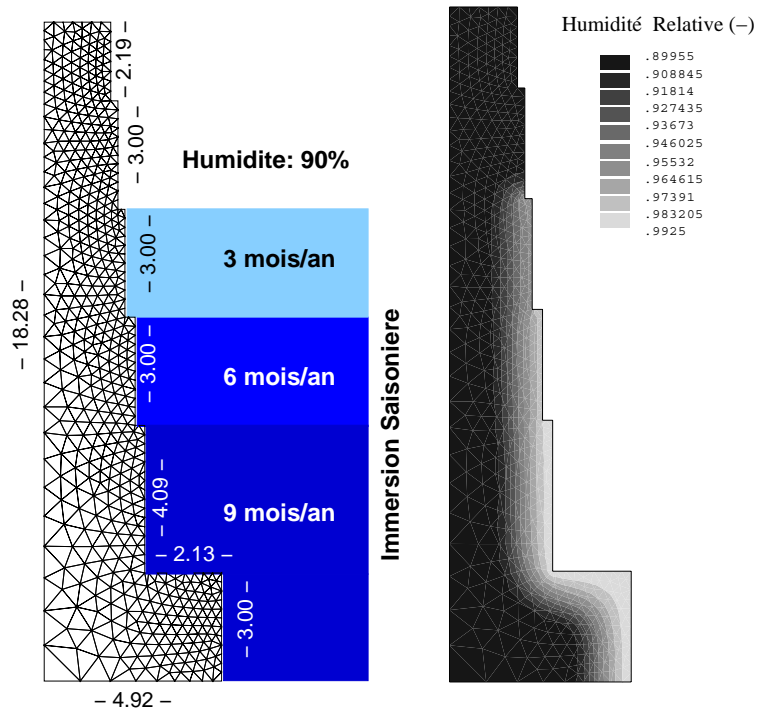 – 2.19 –
– 3.00 –
Humidite: 90%
– 3.00 –
3 mois/an
– 18.28 –
– 3.00 –
6 mois/an
Immersion Saisoniere
– 4.09 –
9 mois/an
– 2.13 –
– 3.00 –
– 4.92 –
Humidité Relative (–)
.89955
.908845
.91814
.927435
.93673
.946025
.95532
.964615
.97391
.983205
.9925